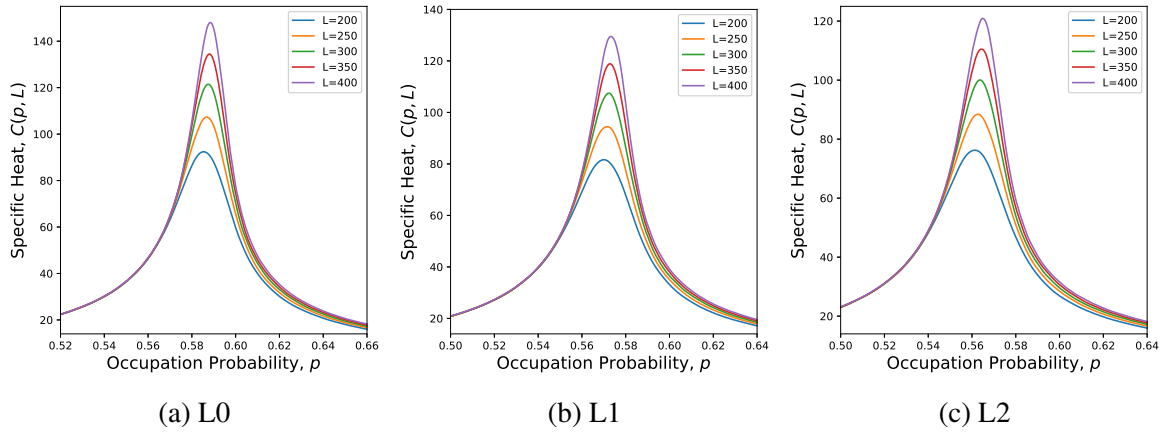 Specific Heat, C(p, L)
140
120
100
80
60
40
20
0.52 0.54 0.56 0.58 0.60 0.62 0.64 0.66
Occupation Probability, p
L=200
L=250
L=300
L=350
L=400
(a) L0
Specific Heat, C(p, L)
140
120
100
80
60
40
20
0.50 0.52 0.54 0.56 0.58 0.60 0.62 0.64
Occupation Probability, p
L=200
L=250
L=300
L=350
L=400
(b) L1
Specific Heat, C(p, L)
120
100
80
60
40
20
0.50 0.52 0.54 0.56 0.58 0.60 0.62 0.64
Occupation Probability, p
L=200
L=250
L=300
L=350
L=400
(c) L2